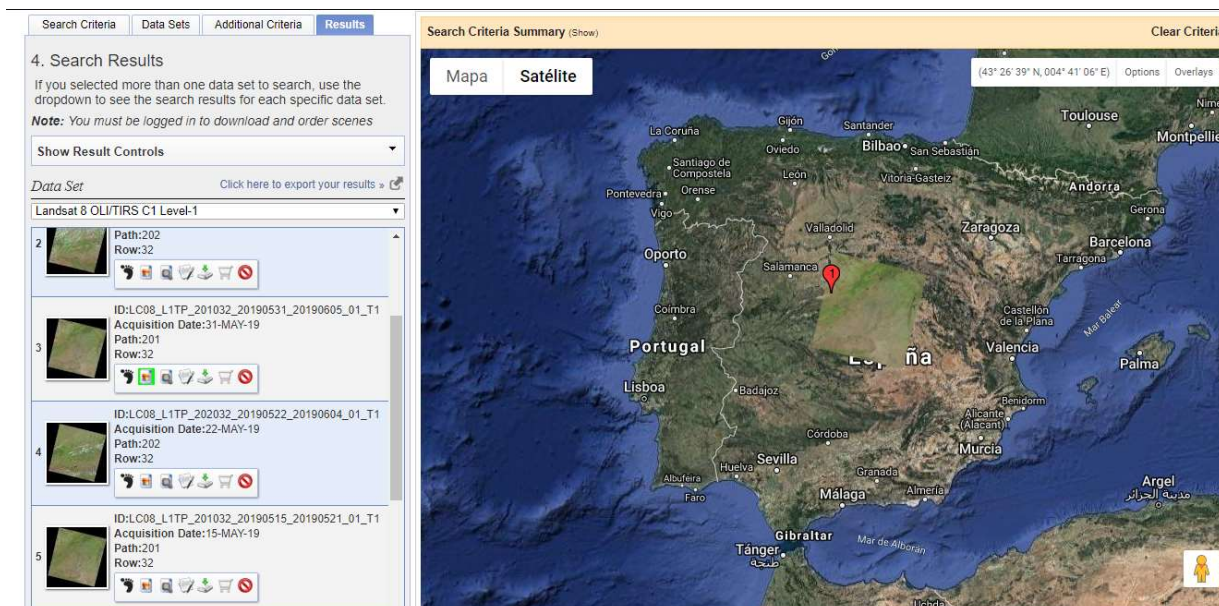 Search Criteria
Data Sets
Additional Criteria
Results
4. Search Results
If you selected more than one data set to search, use the
dropdown to see the search results for each specific data set.
Note: You must be logged in to download and order scenes
Show Result Controls
Data Set
Click here to export your results »
Landsat 8 OLI/TIRS C1 Level-1
2
Path:202
Row:32
3
ID:LC08_L1TP_201032_20190531_20190605_01_T1
Acquisition Date:31-MAY-19
Path:201
Row:32
4
ID:LC08_L1TP_202032_20190522_20190604_01_T1
Acquisition Date:22-MAY-19
Path:202
Row:32
5
ID:LC08_L1TP_201032_20190515_20190521_01_T1
Acquisition Date:15-MAY-19
Path:201
Row:32
Search Criteria Summary (Show)
Clear Criteria
Mapa
Satélite
(43° 26' 39" N, 004° 41' 06" E)
Options
Overlays
Toulouse
Montpellier
La Coruña
Gijón
Santander
Oviedo
Bilbao
San Sebastián
Santiago de
Compostela
León
Vitoria-Gasteiz
Pontevedra
Orense
Andorra
Vigo
Gerona
Valladolid
Zaragoza
Barcelona
Oporto
Salamanca
Tarragona
1
Coimbra
Castellón
de la Plana
Mar Balear
Portugal
Valencia
Palma
ña
Lisboa
Badajoz
Benidorm
Alicante
(Alacant)
Córdoba
Murcia
Sevilla
Huelva
Granada
Albufeira
Faro
Málaga
Almería
Argel
مدينة الجزائر
Gibraltar
Mar de Alborán
Tánger
طنجة